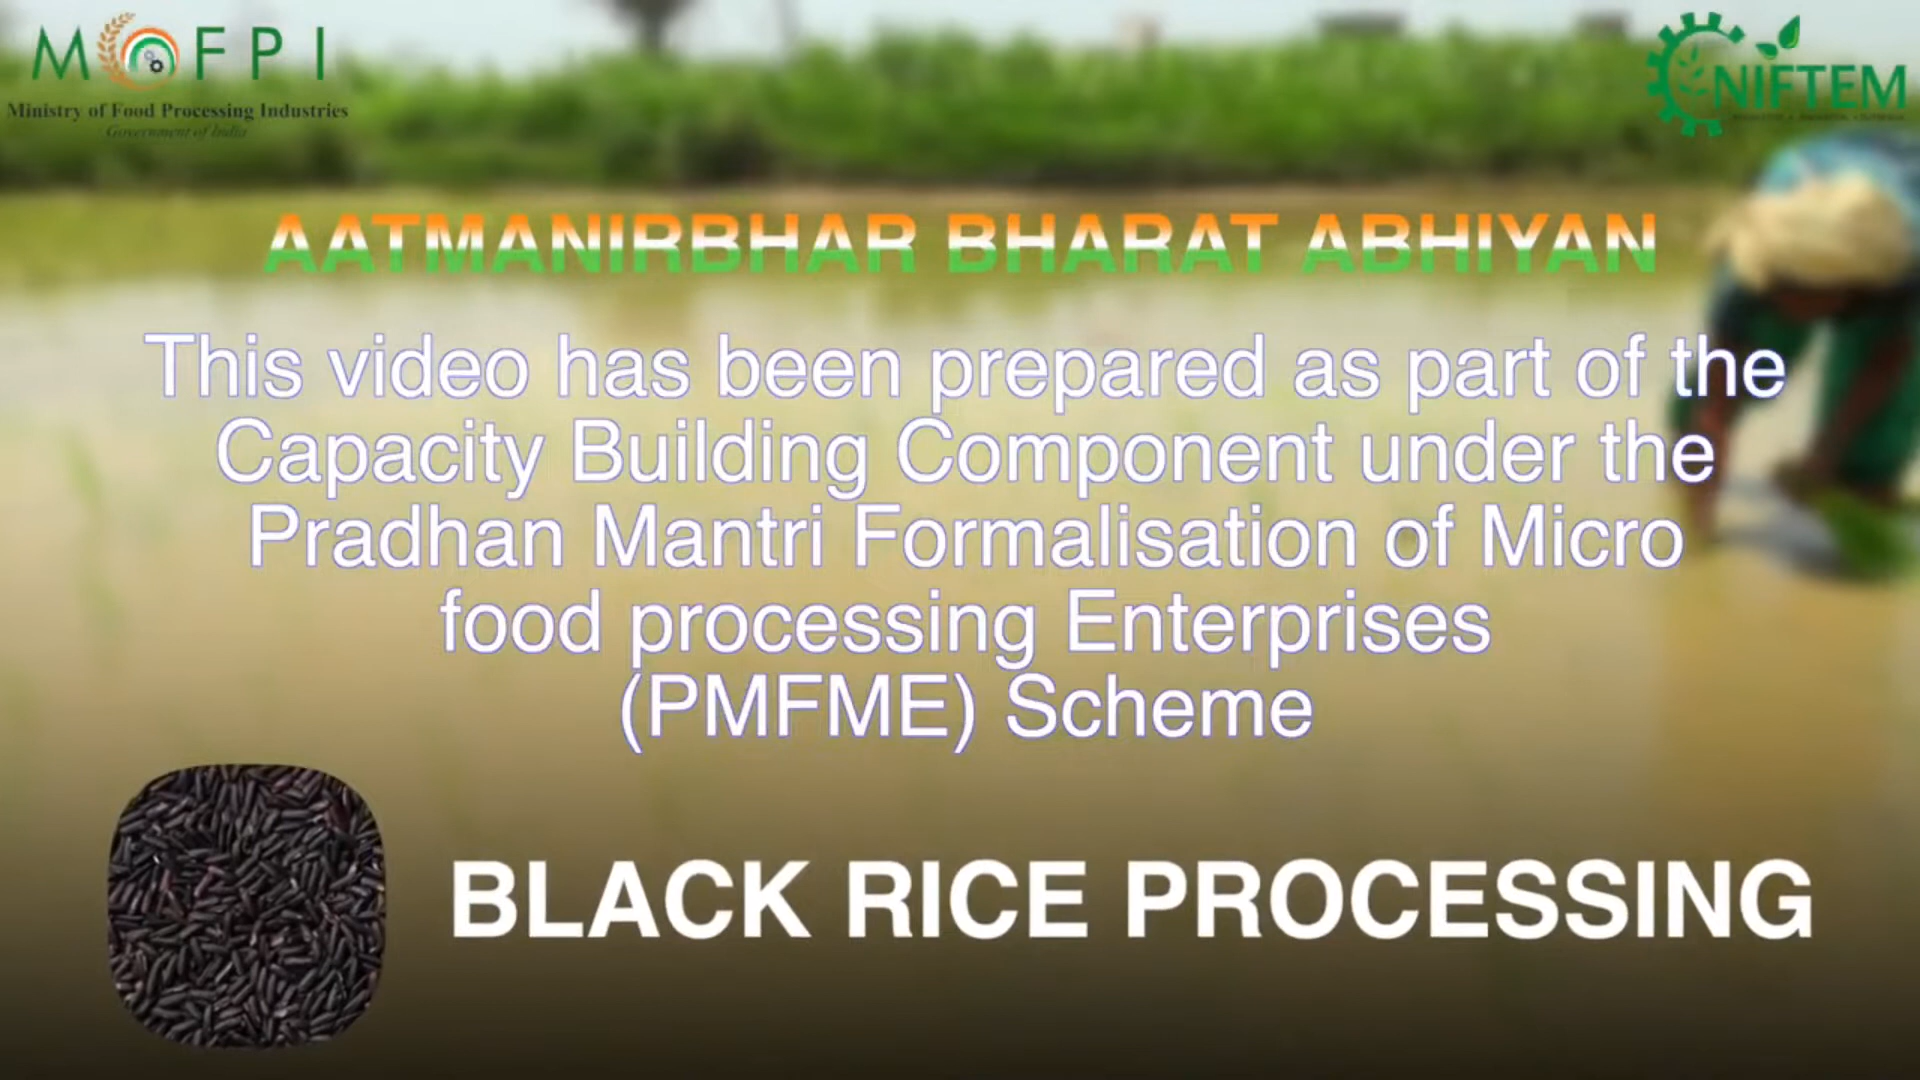 MOFPI
Ministry of Food Processing Industries
Government of India
NIFTEM
AATMANIRBHAR BHARAT ABHIYAN
This video has been prepared as part of the
Capacity Building Component under the
Pradhan Mantri Formalisation of Micro
food processing Enterprises
(PMFME) Scheme
BLACK RICE PROCESSING